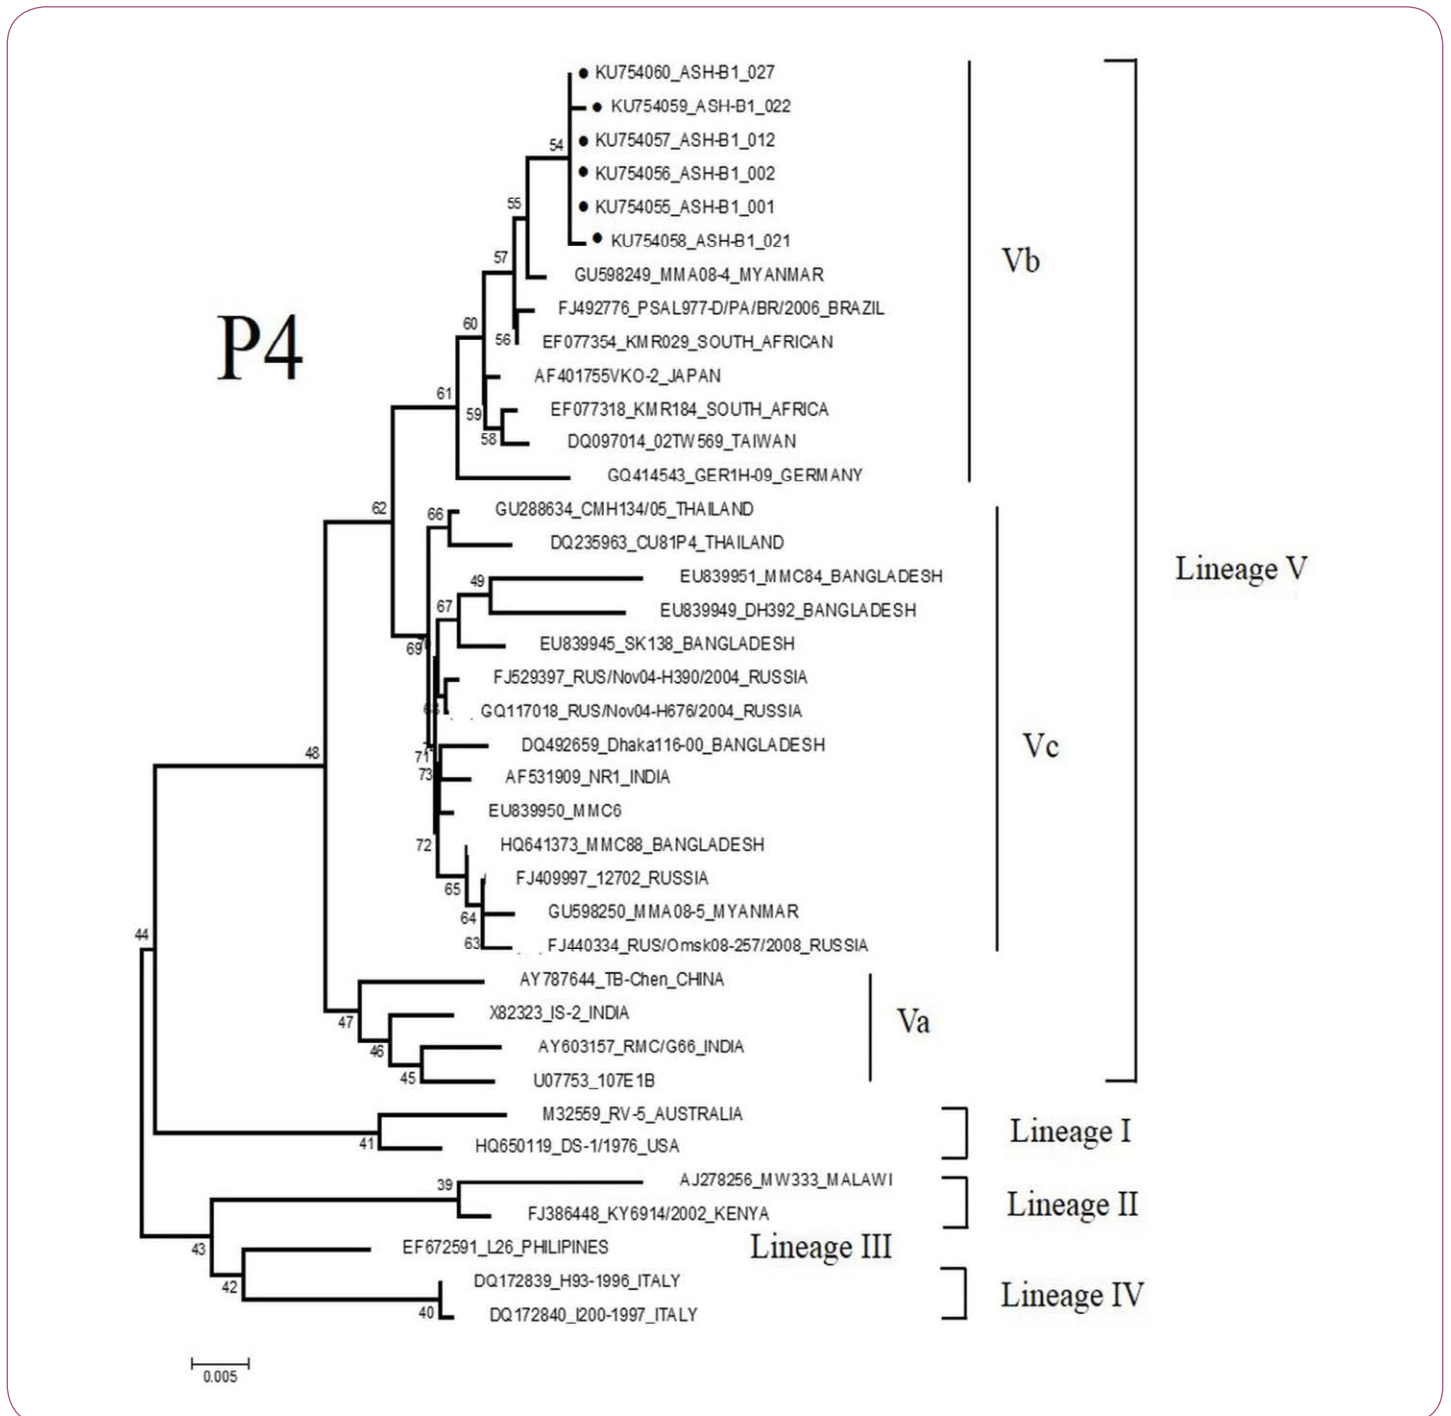 KU754060_ASH-B1_027
KU754059_ASH-B1_022
KU754057_ASH-B1_012
54
KU754056_ASH-B1_002
55
KU754055_ASH-B1_001
KU754058_ASH-B1_021
57
Vb
GU598249_MMA08-4_MYANMAR
FJ492776_PSAL977-D/PA/BR/2006_BRAZIL
60
P4
56
EF077354_KMR029_SOUTH_AFRICAN
AF401755VKO-2_JAPAN
61
59
EF077318_KMR184_SOUTH_AFRICA
58
DQ097014_02TW569_TAIWAN
GQ414543_GER1H-09_GERMANY
62
66
GU288634_CMH134/05_THAILAND
DQ235963_CU81P4_THAILAND
Lineage V
49
EU839951_MMC84_BANGLADESH
67
EU839949_DH392_BANGLADESH
69
EU839945_SK138_BANGLADESH
FJ529397_RUS/Nov04-H390/2004_RUSSIA
GQ117018_RUS/Nov04-H676/2004_RUSSIA
48
71
DQ492659_Dhaka116-00_BANGLADESH
Vc
73
AF531909_NR1_INDIA
EU839950_MMC6
72
HQ641373_MMC88_BANGLADESH
65
FJ409997_12702_RUSSIA
64
GU598250_MMA08-5_MYANMAR
63
FJ440334_RUS/Omsk08-257/2008_RUSSIA
44
AY787644_TB-Chen_CHINA
47
X82323_IS-2_INDIA
Va
46
AY603157_RMC/G66_INDIA
45
U07753_107E1B
M32559_RV-5_AUSTRALIA
41
HQ650119_DS-1/1976_USA
Lineage I
39
AJ278256_MW333_MALAWI
FJ386448_KY6914/2002_KENYA
Lineage II
43
EF672591_L26_PHILIPINES
Lineage III
42
DQ172839_H93-1996_ITALY
40
DQ172840_I200-1997_ITALY
Lineage IV
0.005